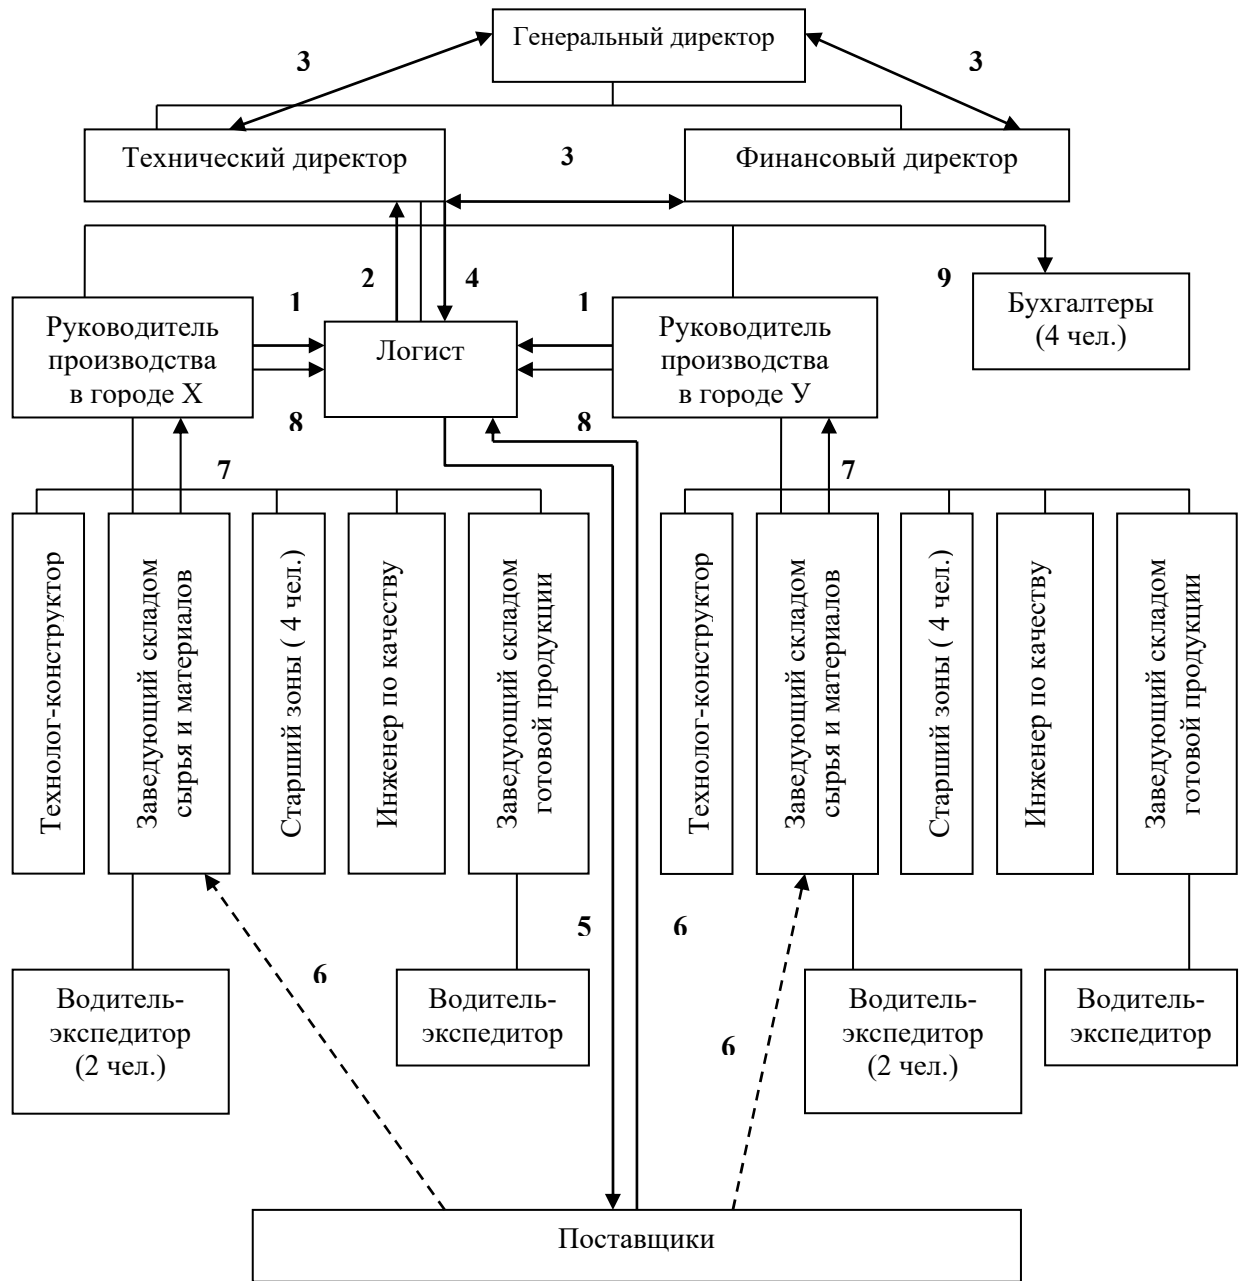 Генеральный директор
3
3
Технический директор
3
Финансовый директор
1
2
4
1
9
Руководитель
производства
в городе X
Логист
Руководитель
производства
в городе У
Бухгалтеры
(4 чел.)
8
8
7
7
Технолог-конструктор
Заведующий складом
сырья и материалов
Старший зоны ( 4 чел.)
Инженер по качеству
Заведующий складом
готовой продукции
Технолог-конструктор
Заведующий складом
сырья и материалов
Старший зоны ( 4 чел.)
Инженер по качеству
Заведующий складом
готовой продукции
5
6
6
6
Водитель-
экспедитор
(2 чел.)
Водитель-
экспедитор
Водитель-
экспедитор
(2 чел.)
Водитель-
экспедитор
Поставщики